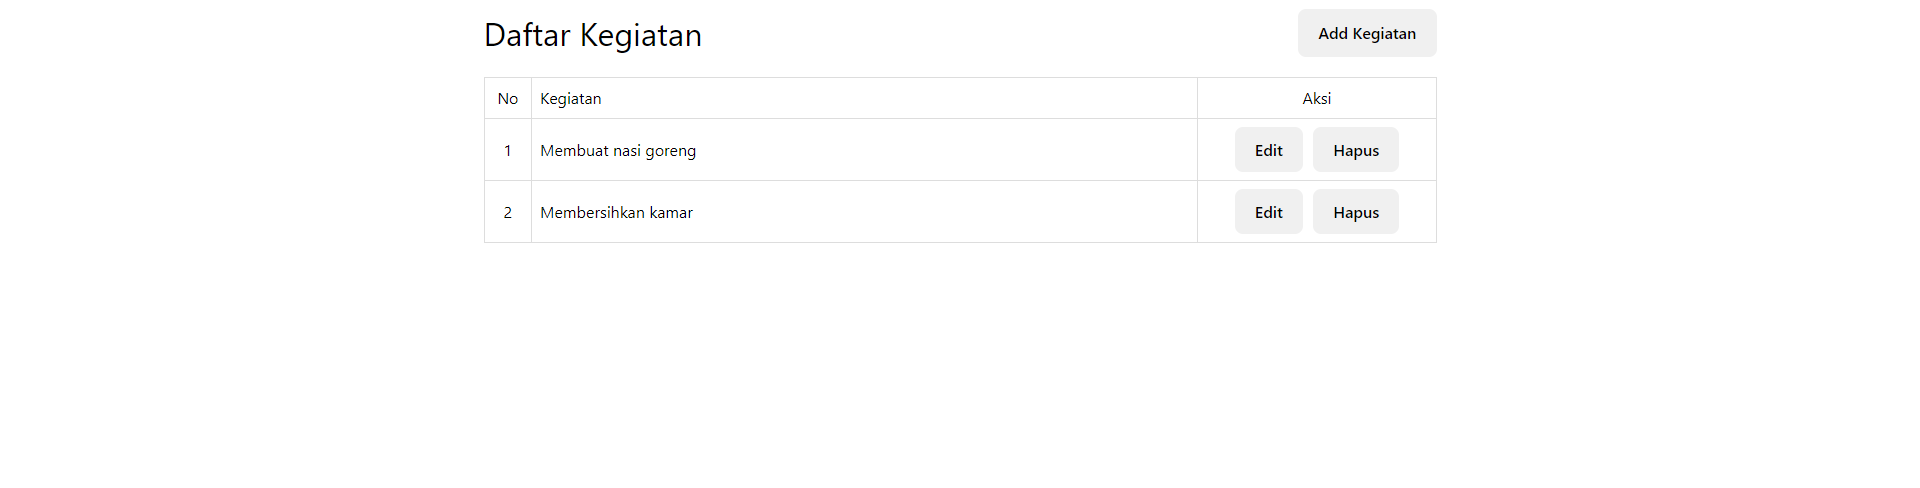 Daftar Kegiatan Add Kegiatan
No Kegiatan Aksi
1 Membuat nasi goreng Edit Hapus
2 Membersihkan kamar Edit Hapus